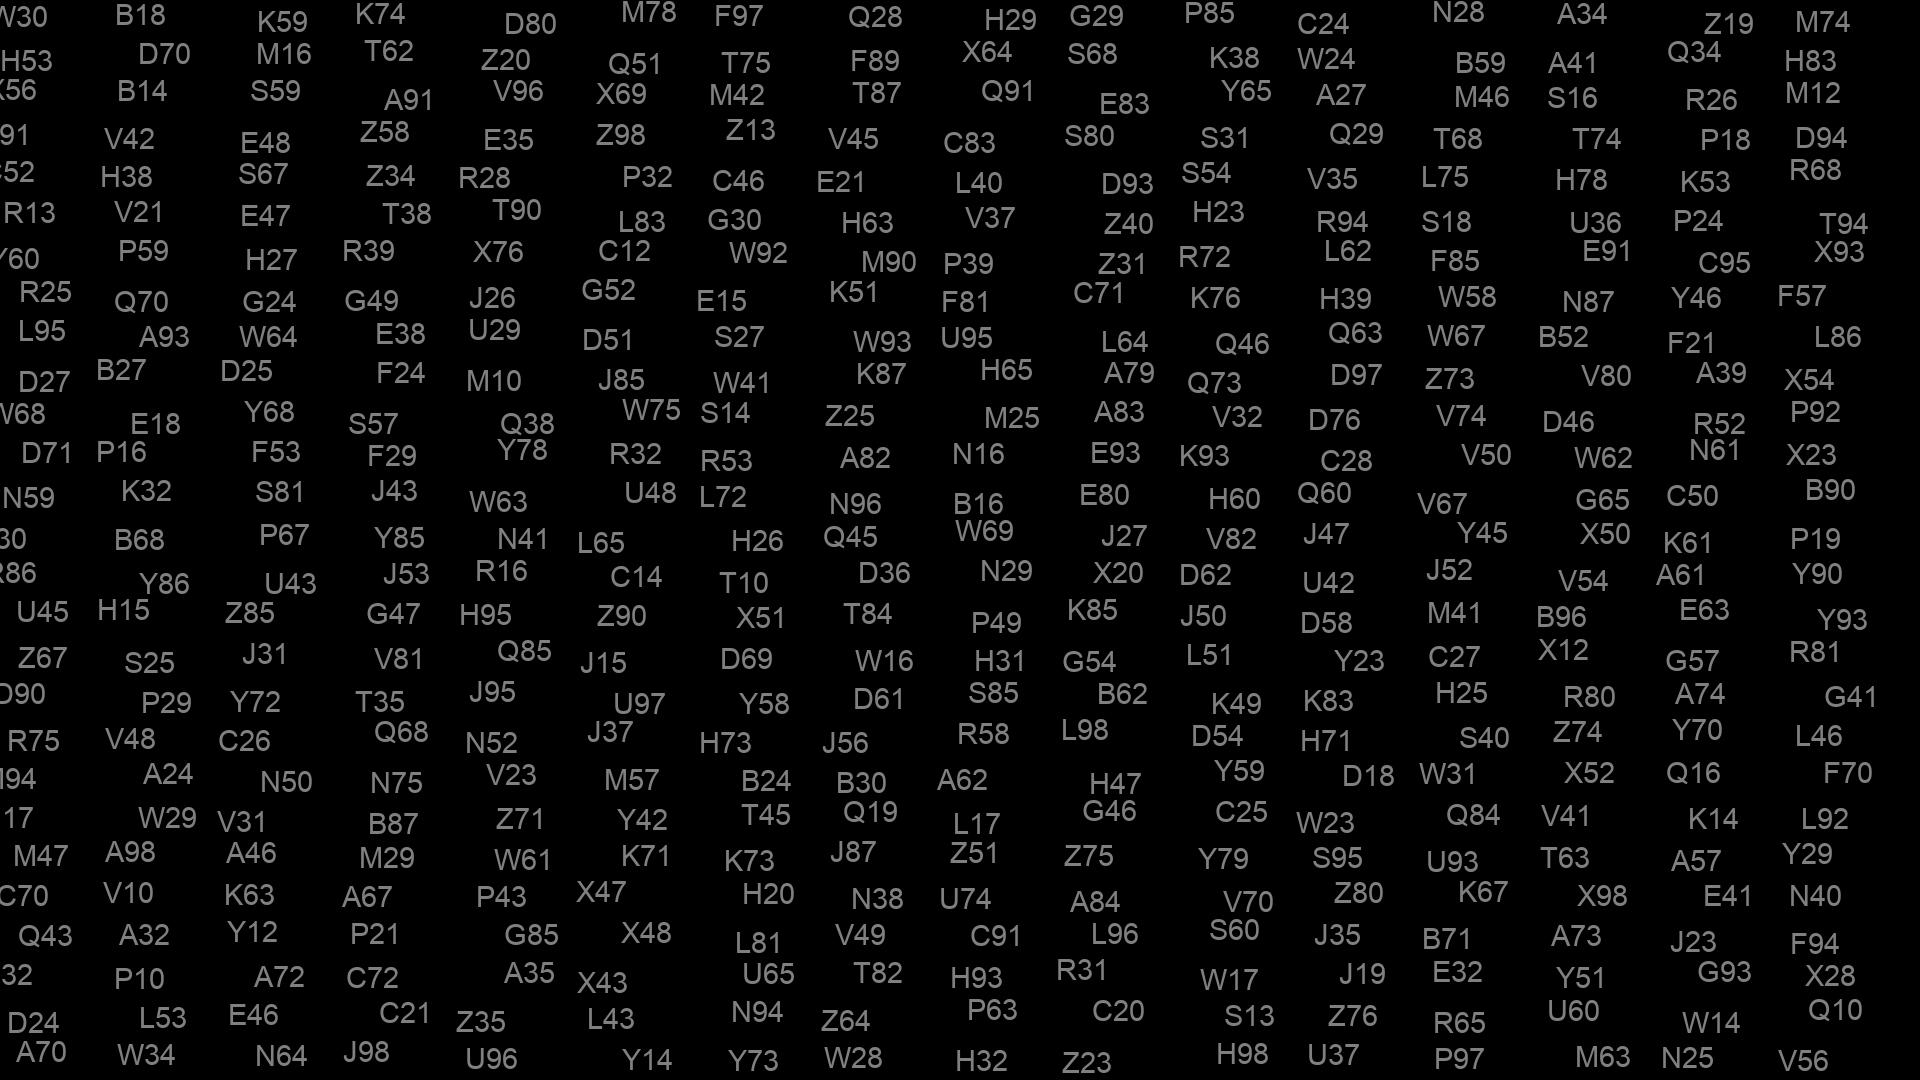 W30 B18 K59 K74 D80 M78 F97 Q28 H29 G29 P85 C24 N28 A34 Z19 M74
H53 D70 M16 T62 Z20 Q51 T75 F89 X64 S68 K38 W24 B59 A41 Q34 H83
X56 B14 S59 A91 V96 X69 M42 T87 Q91 E83 Y65 A27 M46 S16 R26 M12
91 V42 E48 Z58 E35 Z98 Z13 V45 C83 S80 S31 Q29 T68 T74 P18 D94
52 H38 S67 Z34 R28 P32 C46 E21 L40 D93 S54 V35 L75 H78 K53 R68
R13 V21 E47 T38 T90 L83 G30 H63 V37 Z40 H23 R94 S18 U36 P24 T94
Y60 P59 H27 R39 X76 C12 W92 M90 P39 Z31 R72 L62 F85 E91 C95 X93
R25 Q70 G24 G49 J26 G52 E15 K51 F81 C71 K76 H39 W58 N87 Y46 F57
L95 A93 W64 E38 U29 D51 S27 W93 U95 L64 Q46 Q63 W67 B52 F21 L86
D27 B27 D25 F24 M10 J85 W41 K87 H65 A79 Q73 D97 Z73 V80 A39 X54
W68 E18 Y68 S57 Q38 W75 S14 Z25 M25 A83 V32 D76 V74 D46 R52 P92
D71 P16 F53 F29 Y78 R32 R53 A82 N16 E93 K93 C28 V50 W62 N61 X23
N59 K32 S81 J43 W63 U48 L72 N96 B16 E80 H60 Q60 V67 G65 C50 B90
30 B68 P67 Y85 N41 L65 H26 Q45 W69 J27 V82 J47 Y45 X50 K61 P19
R86 Y86 U43 J53 R16 C14 T10 D36 N29 X20 D62 U42 J52 V54 A61 Y90
U45 H15 Z85 G47 H95 Z90 X51 T84 P49 K85 J50 D58 M41 B96 E63 Y93
Z67 S25 J31 V81 Q85 J15 D69 W16 H31 G54 L51 Y23 C27 X12 G57 R81
D90 P29 Y72 T35 J95 U97 Y58 D61 S85 B62 K49 K83 H25 R80 A74 G41
R75 V48 C26 Q68 N52 J37 H73 J56 R58 L98 D54 H71 S40 Z74 Y70 L46
94 A24 N50 N75 V23 M57 B24 B30 A62 H47 Y59 D18 W31 X52 Q16 F70
17 W29 V31 B87 Z71 Y42 T45 Q19 L17 G46 C25 W23 Q84 V41 K14 L92
M47 A98 A46 M29 W61 K71 K73 J87 Z51 Z75 Y79 S95 U93 T63 A57 Y29
C70 V10 K63 A67 P43 X47 H20 N38 U74 A84 V70 Z80 K67 X98 E41 N40
Q43 A32 Y12 P21 G85 X48 L81 V49 C91 L96 S60 J35 B71 A73 J23 F94
32 P10 A72 C72 A35 X43 U65 T82 H93 R31 W17 J19 E32 Y51 G93 X28
D24 L53 E46 C21 Z35 L43 N94 Z64 P63 C20 S13 Z76 R65 U60 W14 Q10
A70 W34 N64 J98 U96 Y14 Y73 W28 H32 Z23 H98 U37 P97 M63 N25 V56